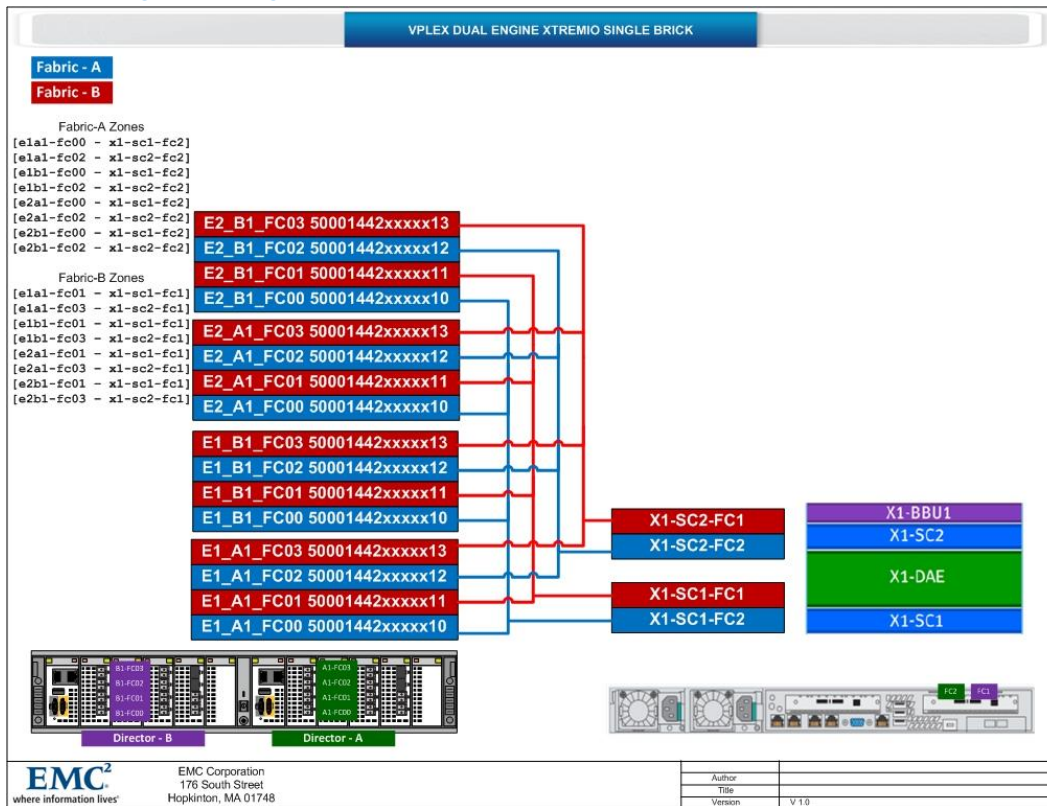 VPLEX DUAL ENGINE XTREMIO SINGLE BRICK
Fabric - A
Fabric - B
Fabric-A Zones
[e1a1-fc00 - x1-sc1-fc2]
[e1a1-fc02 - x1-sc2-fc2]
[e1b1-fc00 - x1-sc1-fc2]
[e1b1-fc02 - x1-sc2-fc2]
[e2a1-fc00 - x1-sc1-fc2]
[e2a1-fc02 - x1-sc2-fc2]
[e2b1-fc00 - x1-sc1-fc2]
[e2b1-fc02 - x1-sc2-fc2]
Fabric-B Zones
[e1a1-fc01 - x1-sc1-fc1]
[e1a1-fc03 - x1-sc2-fc1]
[e1b1-fc01 - x1-sc1-fc1]
[e1b1-fc03 - x1-sc2-fc1]
[e2a1-fc01 - x1-sc1-fc1]
[e2a1-fc03 - x1-sc2-fc1]
[e2b1-fc01 - x1-sc1-fc1]
[e2b1-fc03 - x1-sc2-fc1]
E2_B1_FC03 50001442xxxxx13
E2_B1_FC02 50001442xxxxx12
E2_B1_FC01 50001442xxxxx11
E2_B1_FC00 50001442xxxxx10
E2_A1_FC03 50001442xxxxx13
E2_A1_FC02 50001442xxxxx12
E2_A1_FC01 50001442xxxxx11
E2_A1_FC00 50001442xxxxx10
E1_B1_FC03 50001442xxxxx13
E1_B1_FC02 50001442xxxxx12
E1_B1_FC01 50001442xxxxx11
E1_B1_FC00 50001442xxxxx10
E1_A1_FC03 50001442xxxxx13
E1_A1_FC02 50001442xxxxx12
E1_A1_FC01 50001442xxxxx11
E1_A1_FC00 50001442xxxxx10
X1-SC2-FC1
X1-SC2-FC2
X1-SC1-FC1
X1-SC1-FC2
X1-BBU1
X1-SC2
X1-DAE
X1-SC1
B1-FC03
B1-FC02
B1-FC01
B1-FC00
A1-FC03
A1-FC02
A1-FC01
A1-FC00
Director - B
Director - A
FC2
FC1
EMC²
where information lives®
EMC Corporation
176 South Street
Hopkinton, MA 01748
Author
Title
Version V 1.0